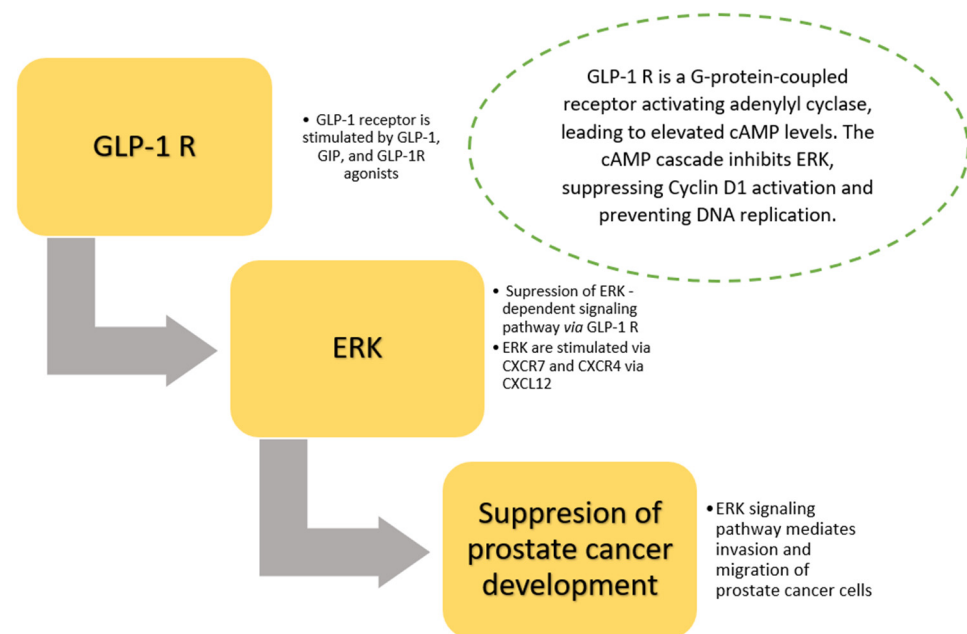 GLP-1 R
• GLP-1 receptor is
stimulated by GLP-1,
GIP, and GLP-1R
agonists
GLP-1 R is a G-protein-coupled
receptor activating adenylyl cyclase,
leading to elevated cAMP levels. The
cAMP cascade inhibits ERK,
suppressing Cyclin D1 activation and
preventing DNA replication.
ERK
• Supression of ERK -
dependent signaling
pathway via GLP-1 R
• ERK are stimulated via
CXCR7 and CXCR4 via
CXCL12
Suppresion of
prostate cancer
development
•ERK signaling
pathway mediates
invasion and
migration of
prostate cancer cells